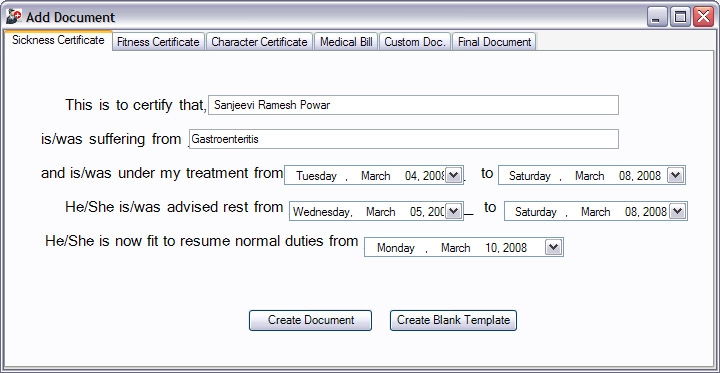 Add Document
Sickness Certificate Fitness Certificate Character Certificate Medical Bill Custom Doc. Final Document
This is to certify that, Sanjeevi Ramesh Powar
is/was suffering from Gastroenteritis
and is/was under my treatment from Tuesday , March 04, 2008 to Saturday , March 08, 2008
He/She is/was advised rest from Wednesday, March 05, 200 to Saturday , March 08, 2008
He/She is now fit to resume normal duties from Monday , March 10, 2008
Create Document Create Blank Template